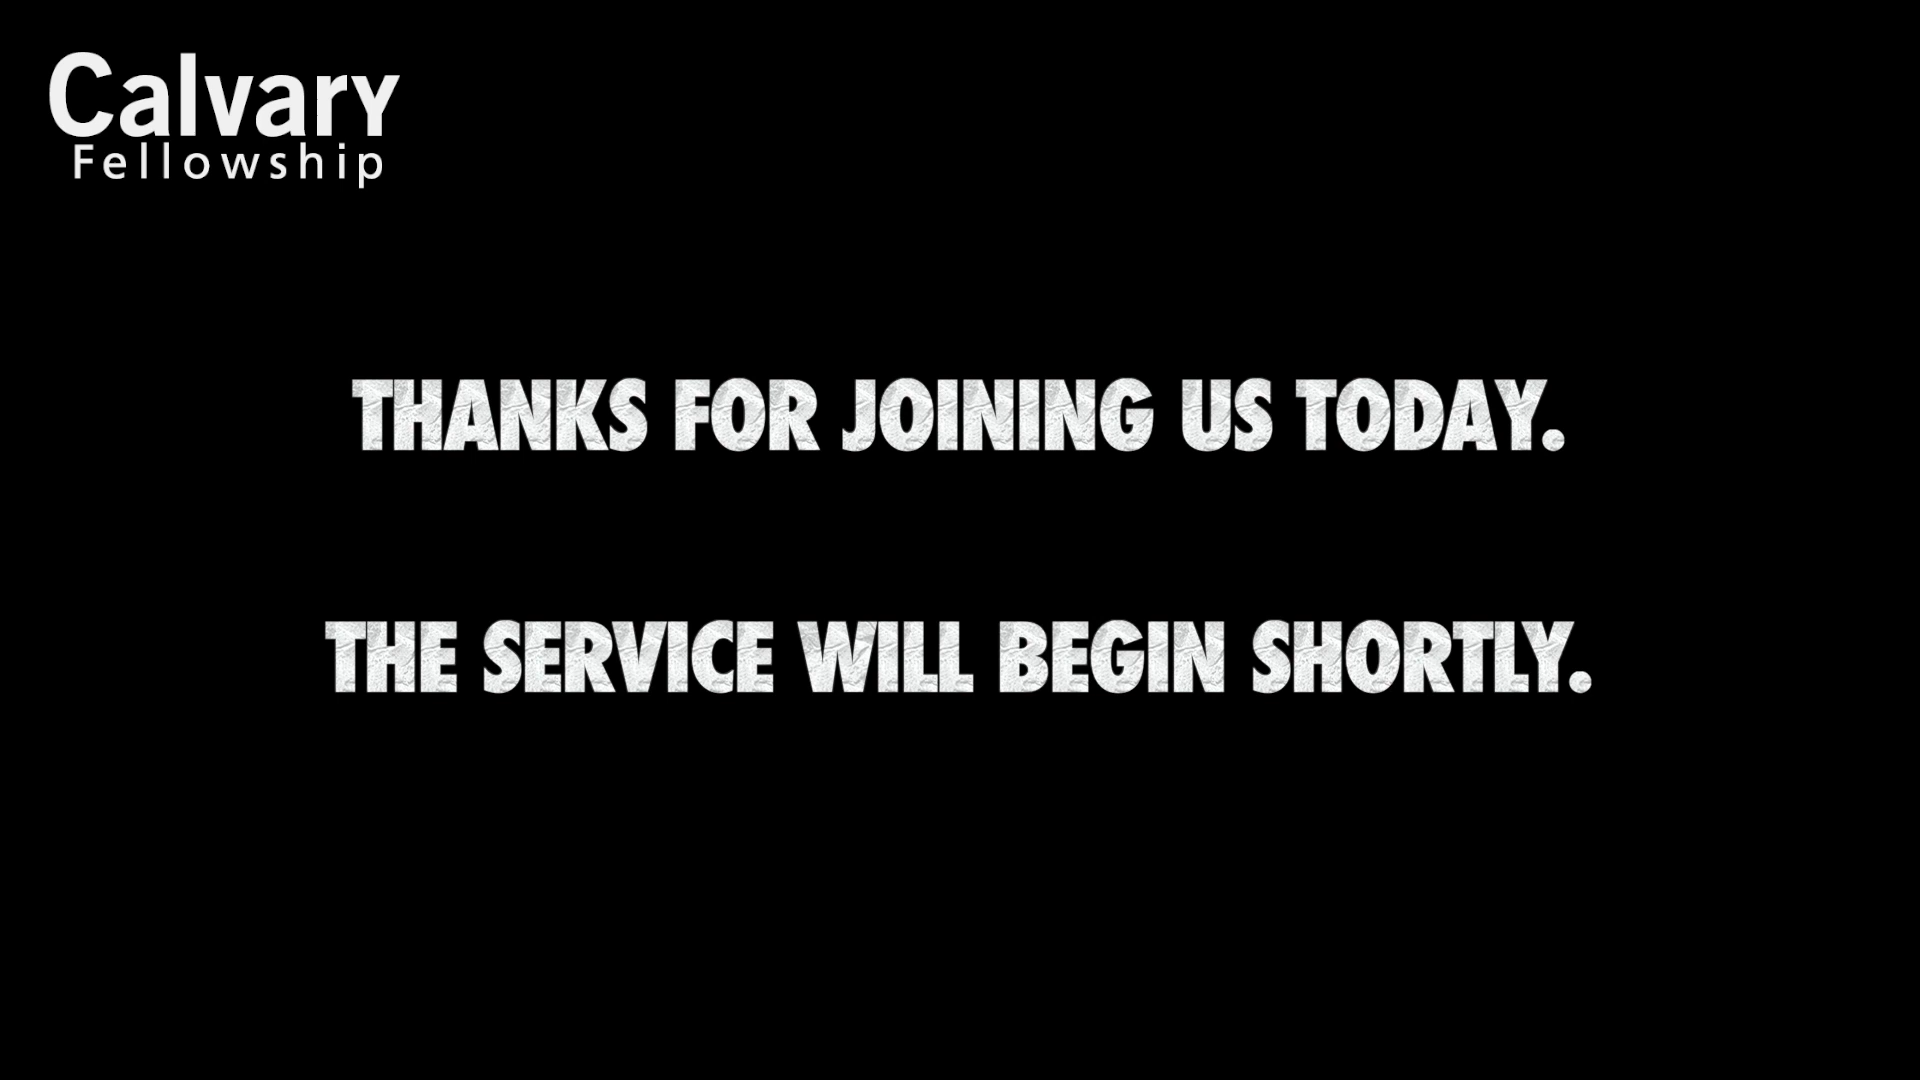 Calvary
Fellowship
THANKS FOR JOINING US TODAY.
THE SERVICE WILL BEGIN SHORTLY.